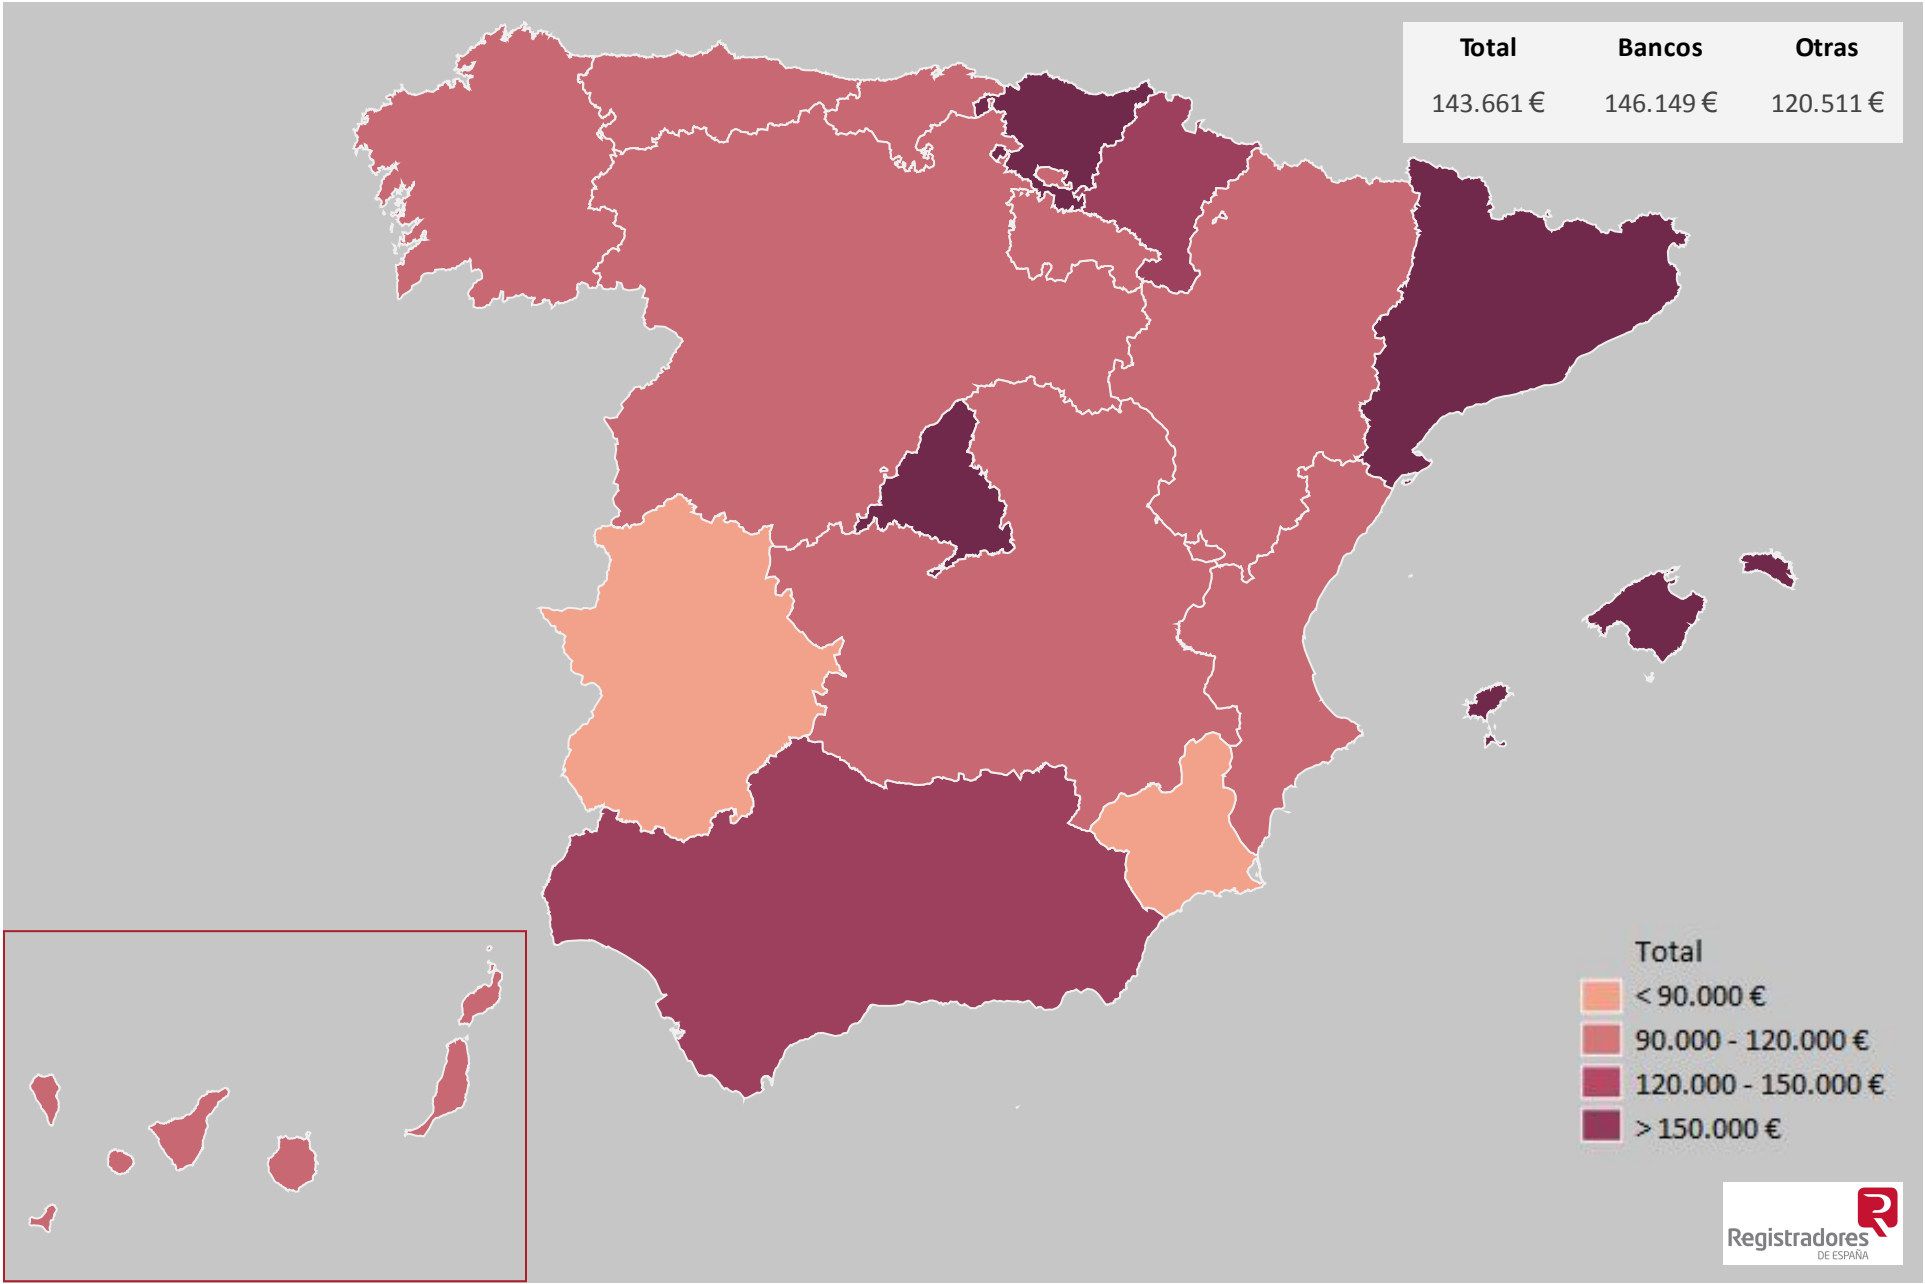 Total Bancos Otras
143.661 € 146.149 € 120.511 €
Total
< 90.000 €
90.000 - 120.000 €
120.000 - 150.000 €
> 150.000 €
Registradores
DE ESPAÑA